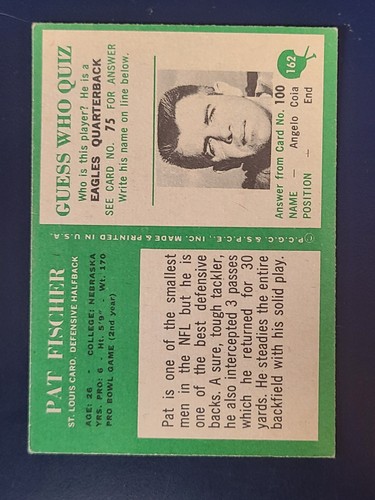 PAT FISCHER
ST. LOUIS CARD, DEFENSIVE HALFBACK
AGE: 26 - COLLEGE: NEBRASKA
YRS. PRO: 6 - Ht. 5'9" - Wt. 170
PRO BOWL GAME (2nd year)
Pat is one of the smallest
men in the NFL but he is
one of the best defensive
backs. A sure, tough tackler,
he also intercepted 3 passes
which he returned for 30
yards. He steadies the entire
backfield with his solid play.
© P.C.G.C. & S.P.C.E., INC. MADE & PRINTED IN U.S.A.
GUESS WHO QUIZ
Who is this player? He is a
EAGLES QUARTERBACK
SEE CARD NO. 75 FOR ANSWER
Write his name on line below.
162
Answer from Card No. 100
NAME — Angelo Coia
POSITION — End